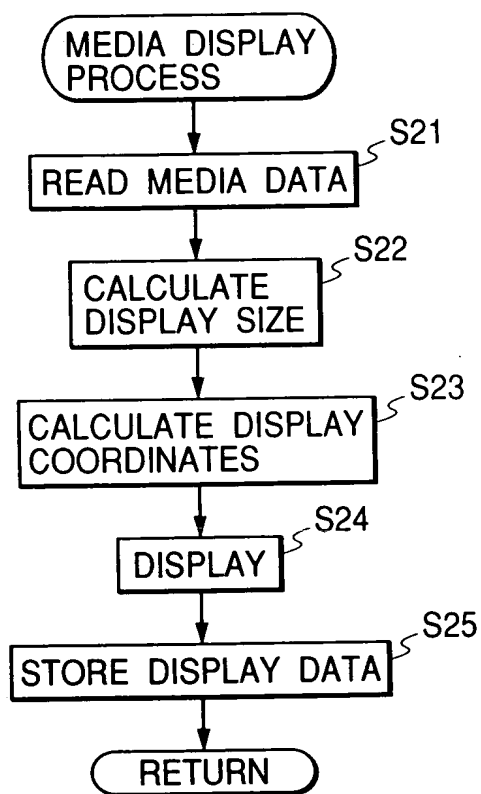 MEDIA DISPLAY
PROCESS
S21
READ MEDIA DATA
S22
CALCULATE
DISPLAY SIZE
S23
CALCULATE DISPLAY
COORDINATES
S24
DISPLAY
S25
STORE DISPLAY DATA
RETURN